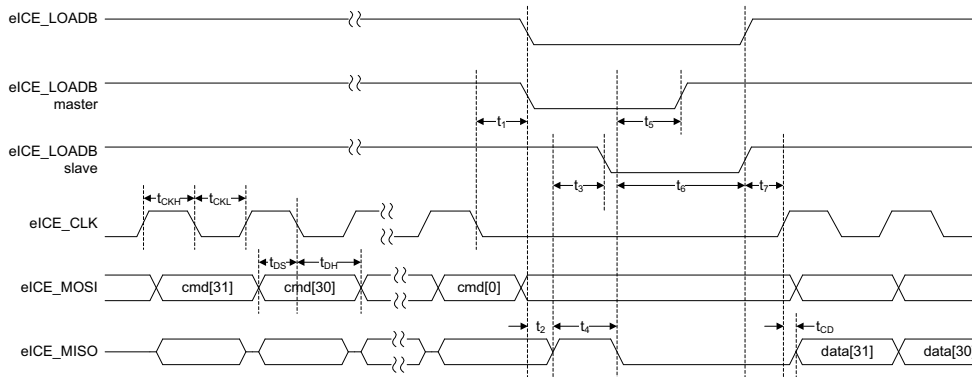 eICE_LOADB
eICE_LOADB
master
t1
t5
eICE_LOADB
slave
t3
t6
t7
tCKH
tCKL
eICE_CLK
tDS
tDH
eICE_MOSI
cmd[31]
cmd[30]
cmd[0]
t2
t4
tCD
eICE_MISO
data[31]
data[30]